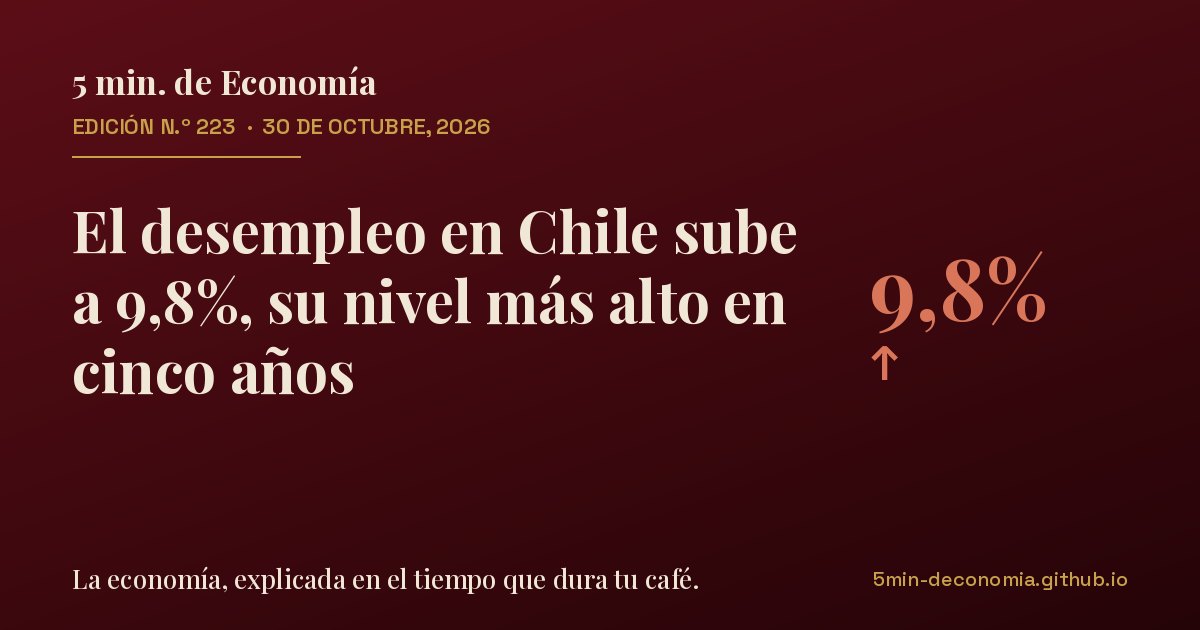 5 min. de Economía
EDICIÓN N.º 223 · 30 DE OCTUBRE, 2026
El desempleo en Chile sube
a 9,8%, su nivel más alto en
cinco años
9,8%
↑
La economía, explicada en el tiempo que dura tu café.
5min-deconomia.github.io